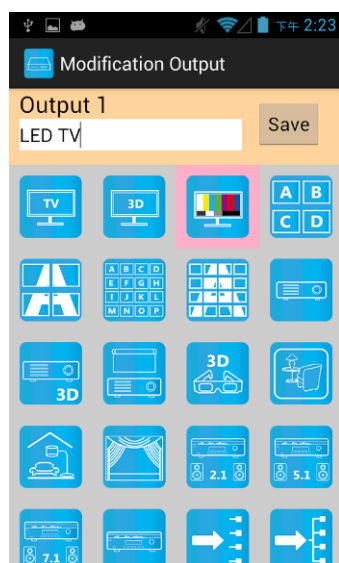 下午 2:23
Modification Output
Output 1
LED TV
Save
TV
3D
A B
C D
A B C D
E F G H
I J K L
M N O P
3D
3D
2.1
5.1
7.1